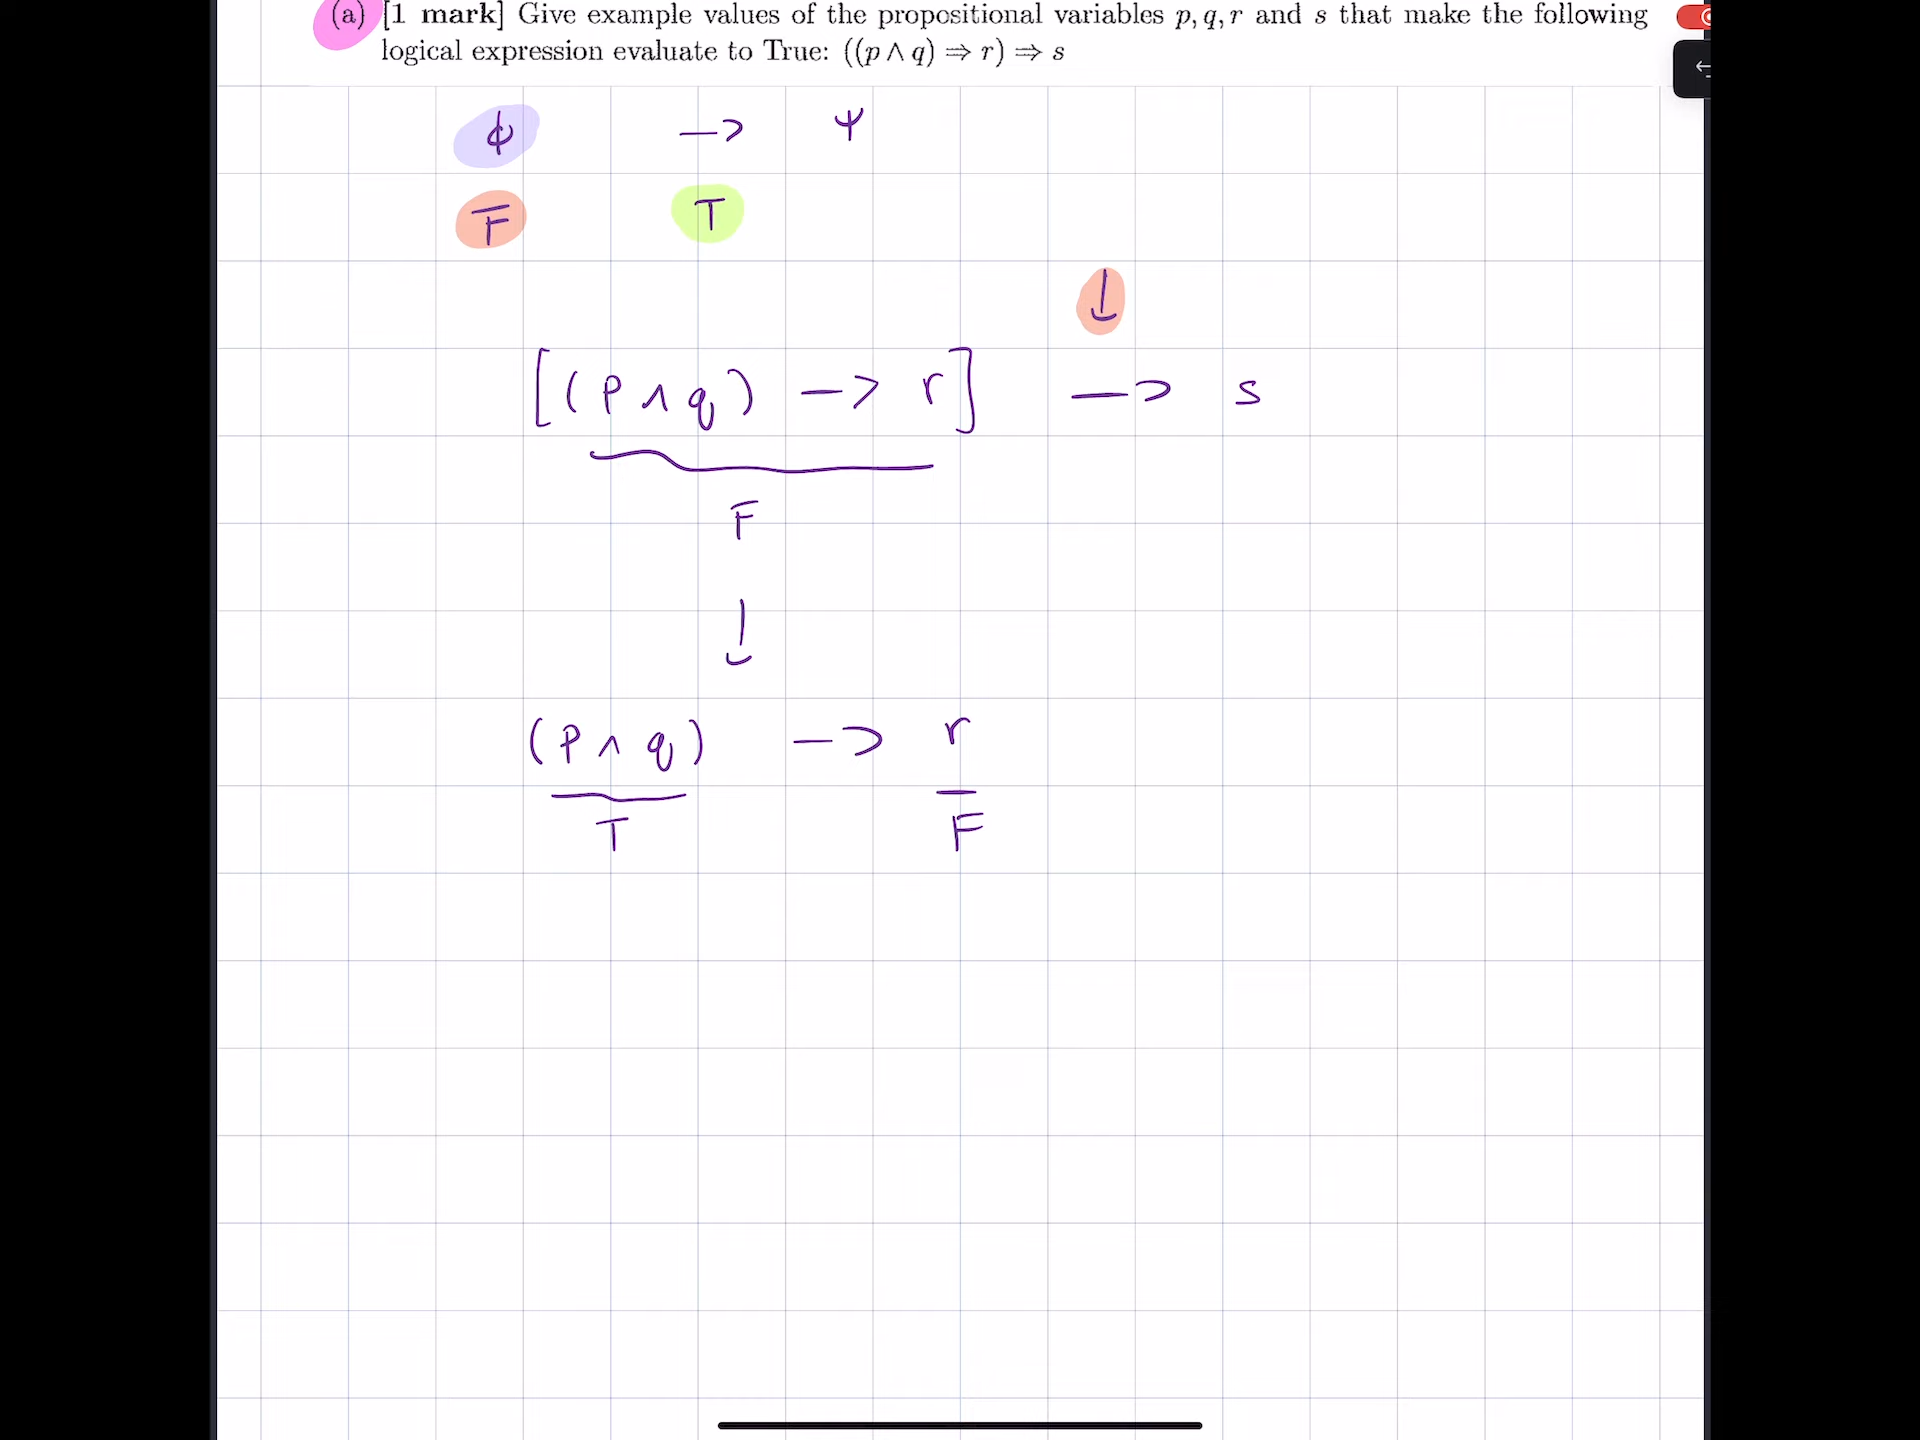 (a) [1 mark] Give example values of the propositional variables p, q, r and s that make the following
logical expression evaluate to True: ((p ∧ q) ⇒ r) ⇒ s
ϕ → ψ
F T
↓
[(p ∧ q) → r] → s
F
↓
(p ∧ q) → r
T F